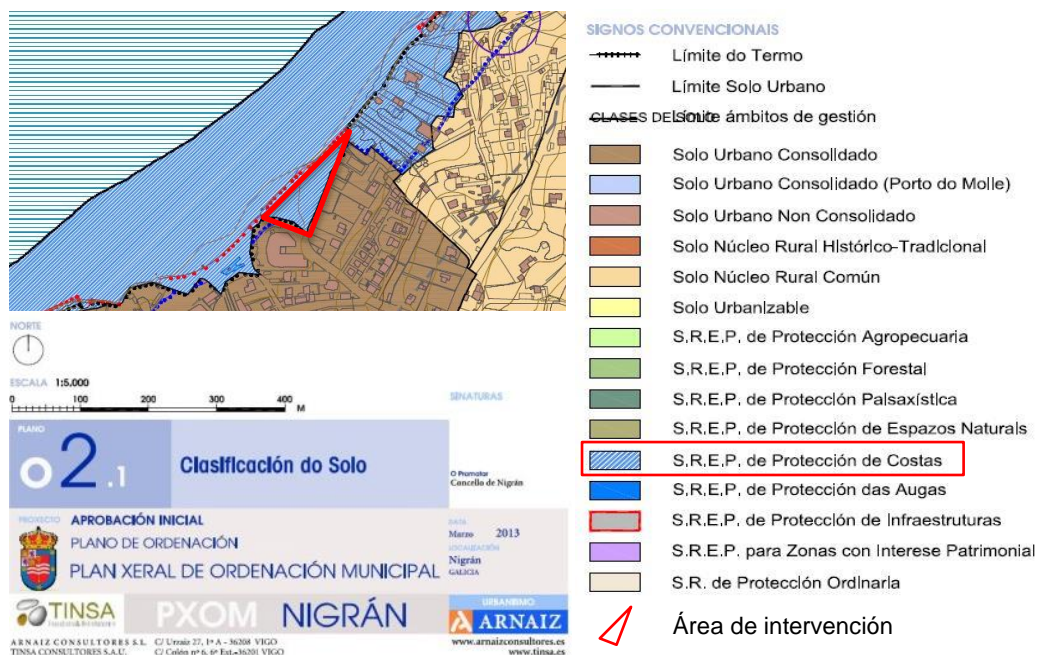 SIGNOS CONVENCIONAIS
Límite do Termo
Límite Solo Urbano
CLASES DE SOLO Límite ámbitos de gestión
Solo Urbano Consolidado
Solo Urbano Consolidado (Porto do Molle)
Solo Urbano Non Consolidado
Solo Núcleo Rural Histórico-Tradicional
Solo Núcleo Rural Común
Solo Urbanizable
S.R.E.P. de Protección Agropecuaria
S.R.E.P. de Protección Forestal
S.R.E.P. de Protección Paisaxística
S.R.E.P. de Protección de Espazos Naturais
S.R.E.P. de Protección de Costas
S.R.E.P. de Protección das Augas
S.R.E.P. de Protección de Infraestruturas
S.R.E.P. para Zonas con Interese Patrimonial
S.R. de Protección Ordinaria
Área de intervención
NORTE
ESCALA 1:5.000
0 100 200 300 400 M
SINATURAS
PLANO
O 2.1 Clasificación do Solo
O Promotor
Concello de Nigrán
PROXECTO
APROBACIÓN INICIAL
PLANO DE ORDENACIÓN
PLAN XERAL DE ORDENACIÓN MUNICIPAL
DATA
Marzo 2013
LOCALIZACIÓN
Nigrán
GALICIA
TINSA
PXOM NIGRÁN
URBANISMO
ARNAIZ
ARNAIZ CONSULTORES S.L. C/ Urzaiz 27, 1º A - 36208 VIGO
TINSA CONSULTORES S.A.U. C/ Colón nº 6, 6º Ext.-36201 VIGO
www.arnaizconsultores.es
www.tinsa.es